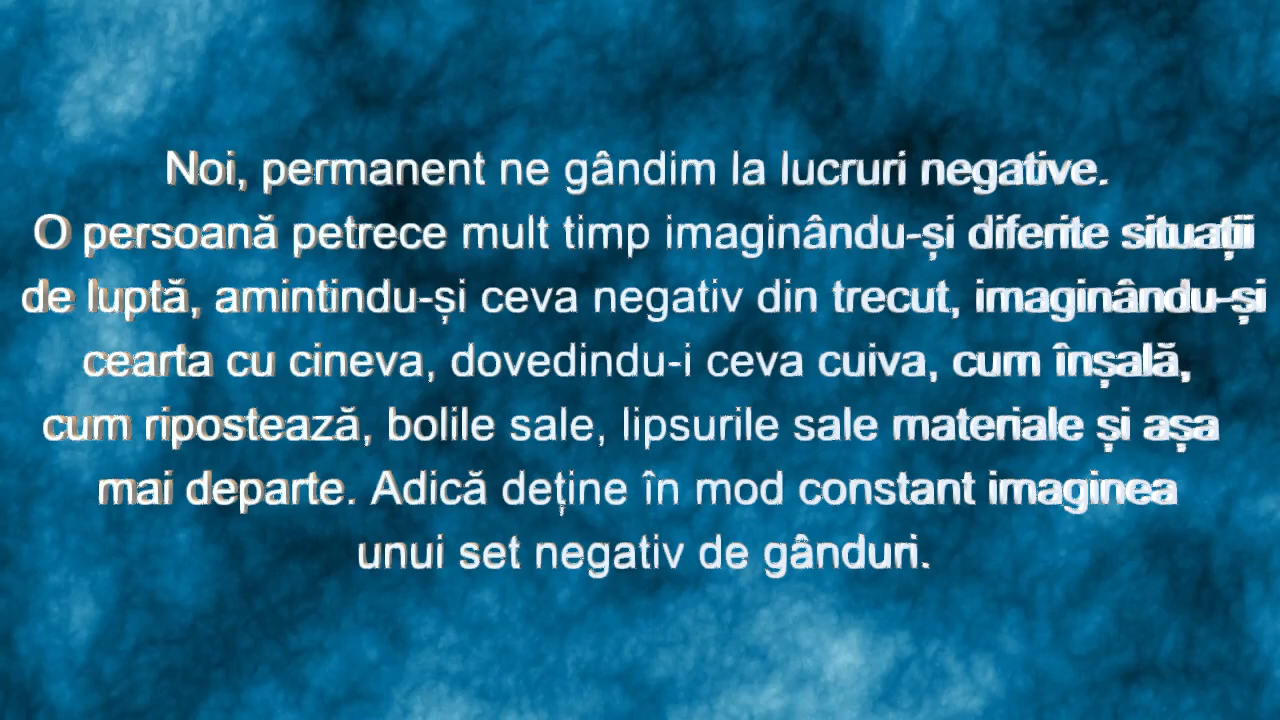 Noi, permanent ne gândim la lucruri negative.
O persoană petrece mult timp imaginându-și diferite situații
de luptă, amintindu-și ceva negativ din trecut, imaginându-și
cearta cu cineva, dovedindu-i ceva cuiva, cum înșală,
cum ripostează, bolile sale, lipsurile sale materiale și așa
mai departe. Adică deține în mod constant imaginea
unui set negativ de gânduri.